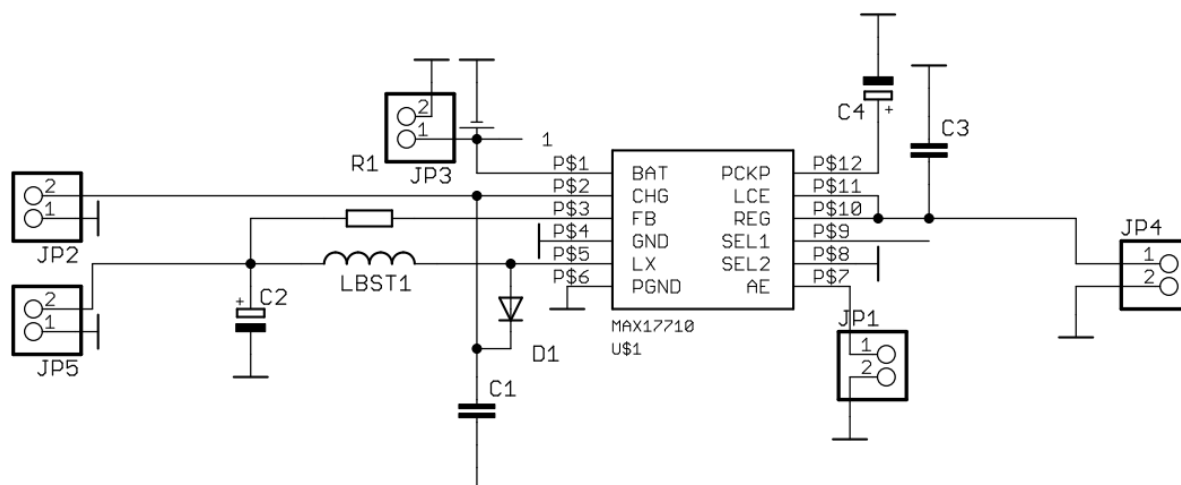 C4 +
C3
2
1
R1
JP3
1
P$1 BAT PCKP P$12
P$2 CHG LCE P$11
P$3 FB REG P$10
P$4 GND SEL1 P$9
P$5 LX SEL2 P$8
P$6 PGND AE P$7
MAX17710
U$1
2
1
JP2
2
1
JP5
LBST1
+ C2
D1
C1
JP1
1
2
JP4
1
2